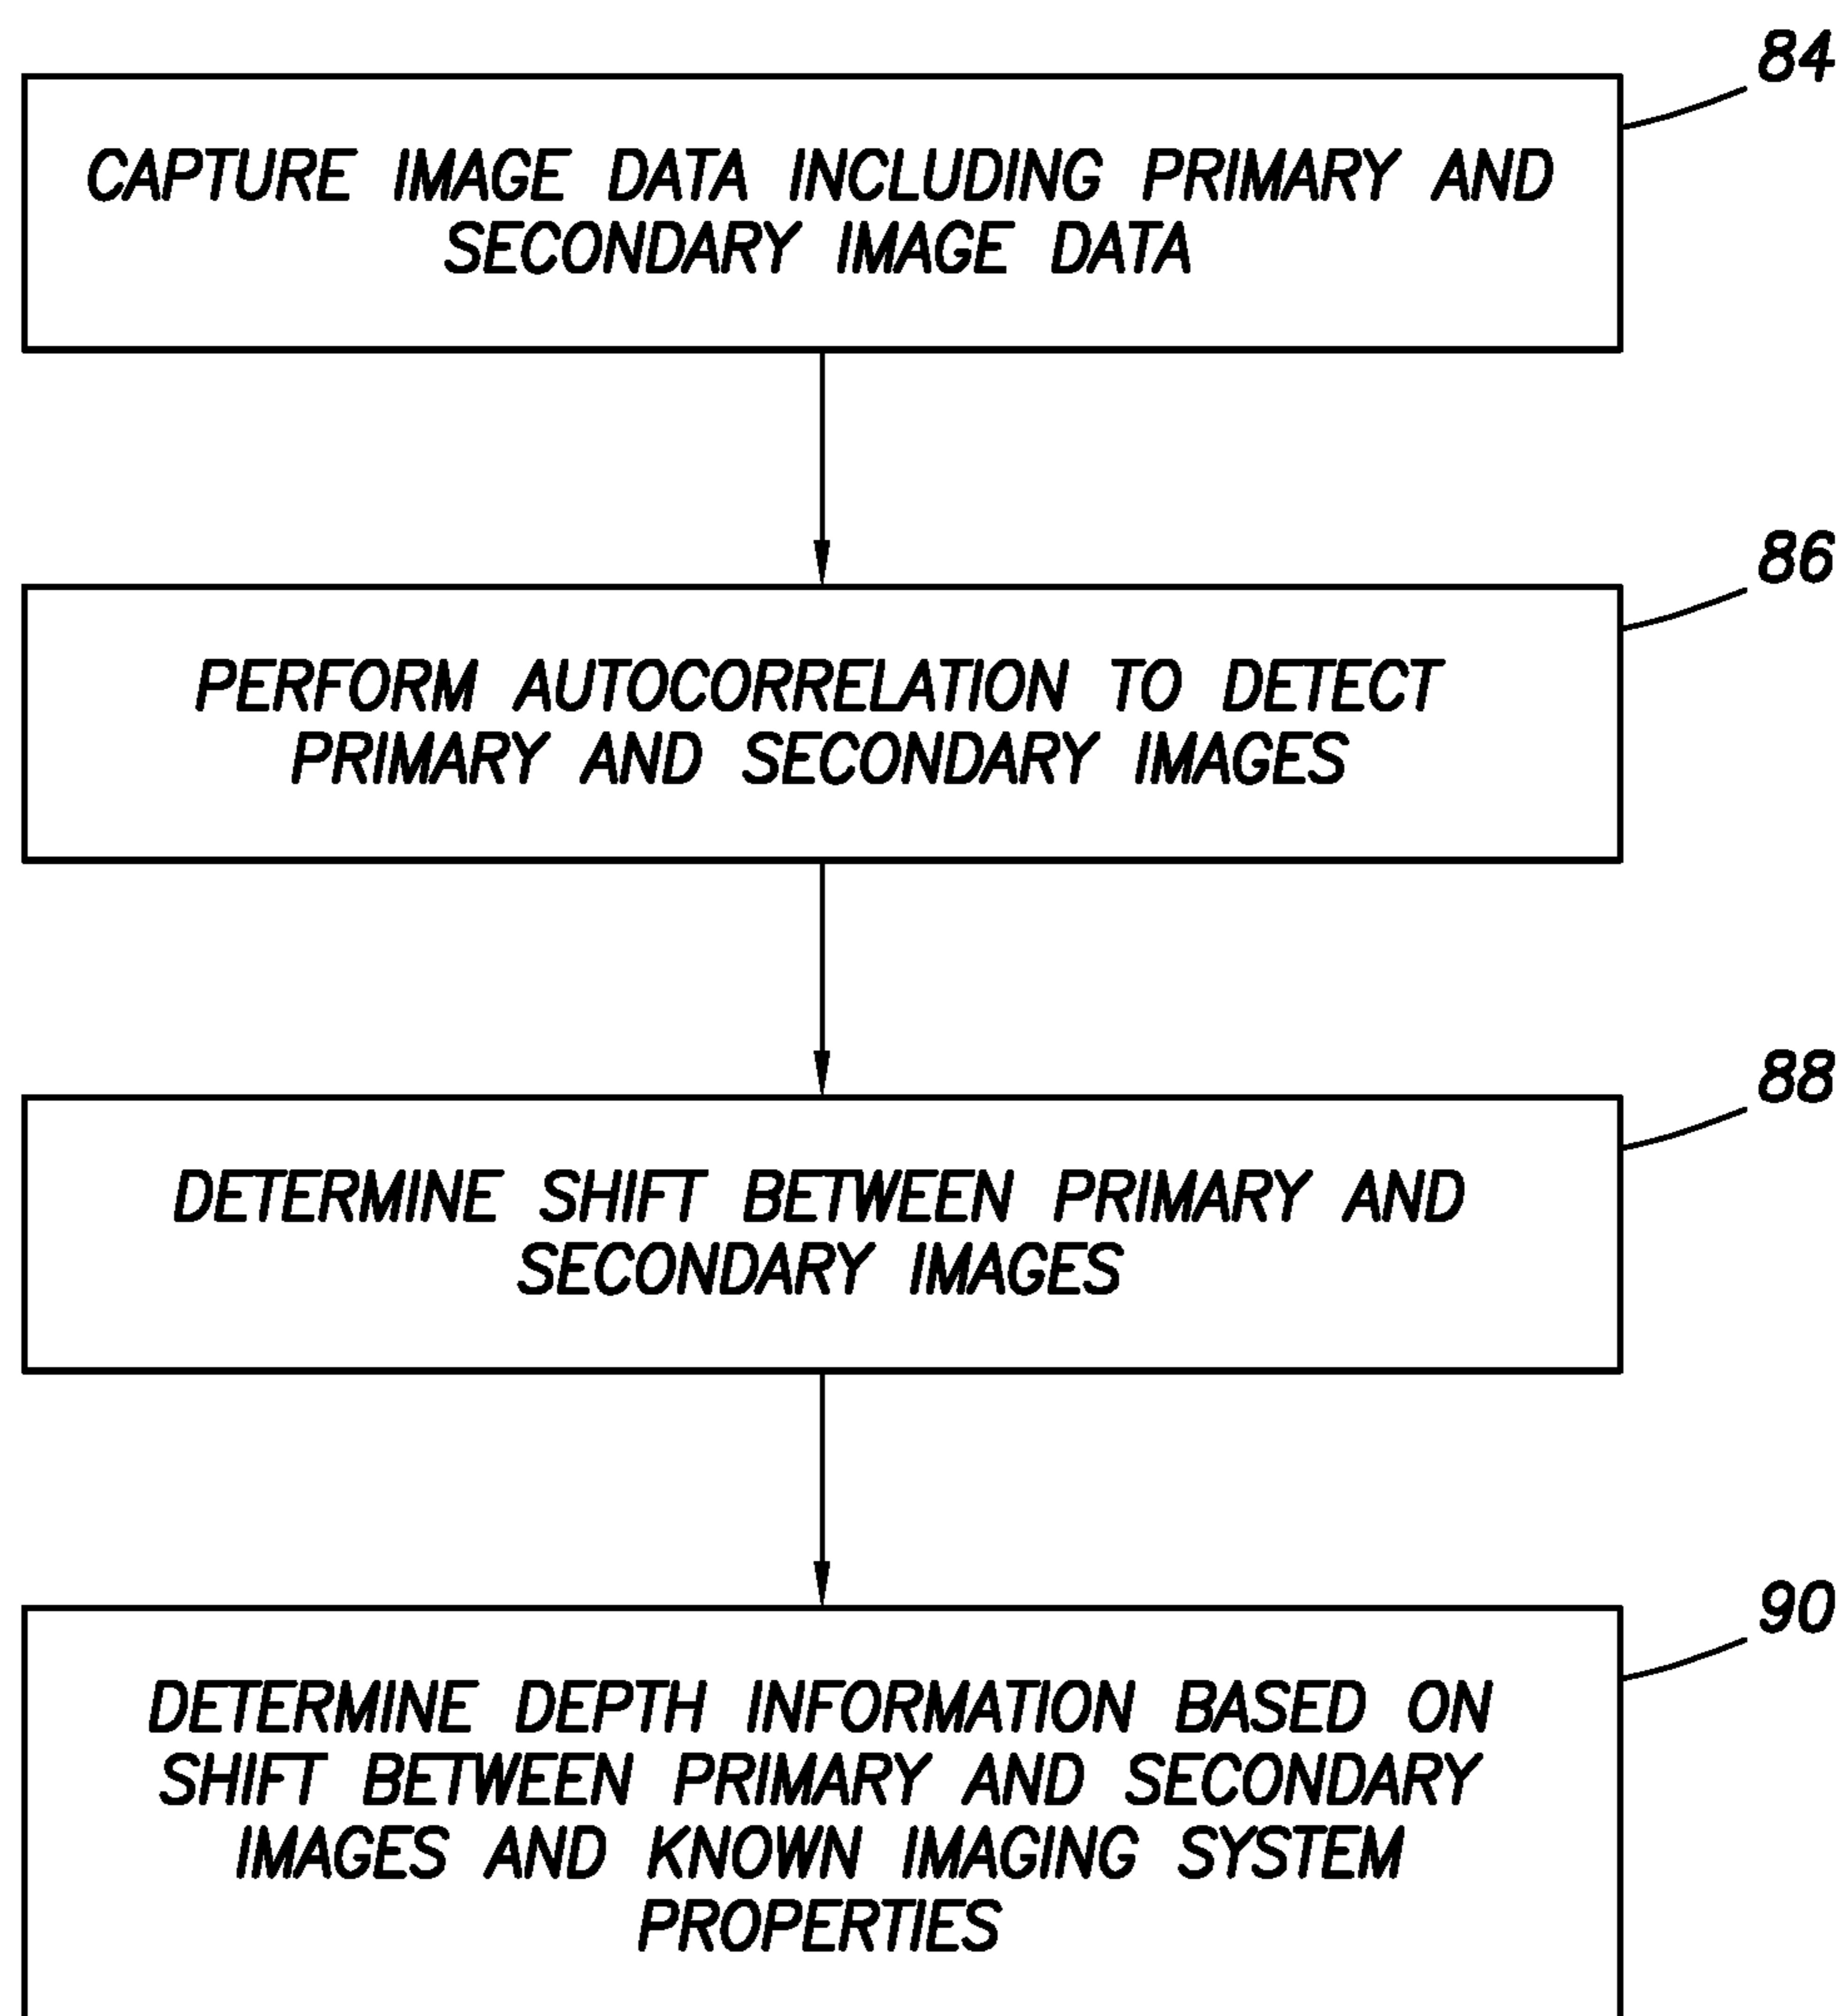 84
CAPTURE IMAGE DATA INCLUDING PRIMARY AND
SECONDARY IMAGE DATA
86
PERFORM AUTOCORRELATION TO DETECT
PRIMARY AND SECONDARY IMAGES
88
DETERMINE SHIFT BETWEEN PRIMARY AND
SECONDARY IMAGES
90
DETERMINE DEPTH INFORMATION BASED ON
SHIFT BETWEEN PRIMARY AND SECONDARY
IMAGES AND KNOWN IMAGING SYSTEM
PROPERTIES